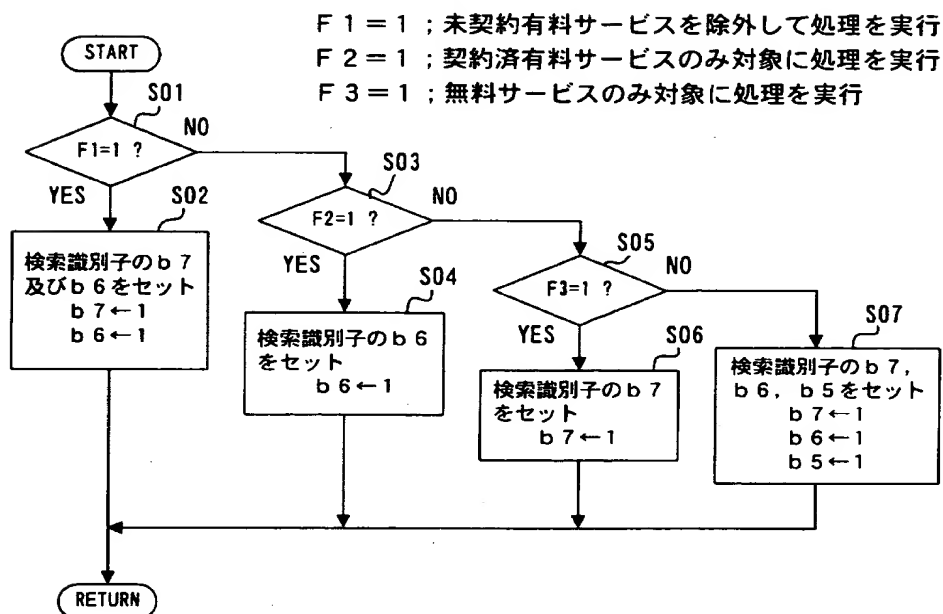 F1=1;未契約有料サービスを除外して処理を実行
F2=1;契約済有料サービスのみ対象に処理を実行
F3=1;無料サービスのみ対象に処理を実行
START
S01
F1=1 ?
NO
YES
S02
検索識別子のb7
及びb6をセット
b7←1
b6←1
S03
F2=1 ?
NO
YES
S04
検索識別子のb6
をセット
b6←1
S05
F3=1 ?
NO
YES
S06
検索識別子のb7
をセット
b7←1
S07
検索識別子のb7,
b6, b5をセット
b7←1
b6←1
b5←1
RETURN